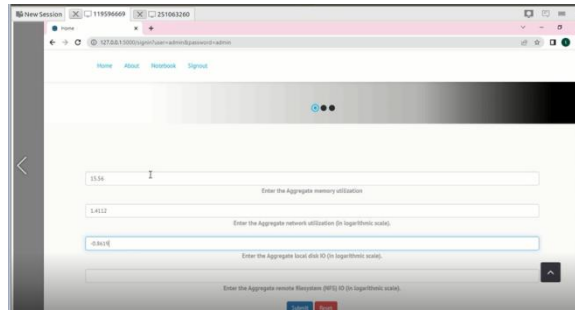 New Session 119596669 251063260
Home
127.0.0.1:5000/signin?user=admin&password=admin
Home About Notebook Signout
15.56
Enter the Aggregate memory utilization
1.4112
Enter the Aggregate network utilization (in logarithmic scale).
-0.8619
Enter the Aggregate local disk IO (in logarithmic scale).
Enter the Aggregate remote filesystem (NFS) IO (in logarithmic scale).
Submit Reset